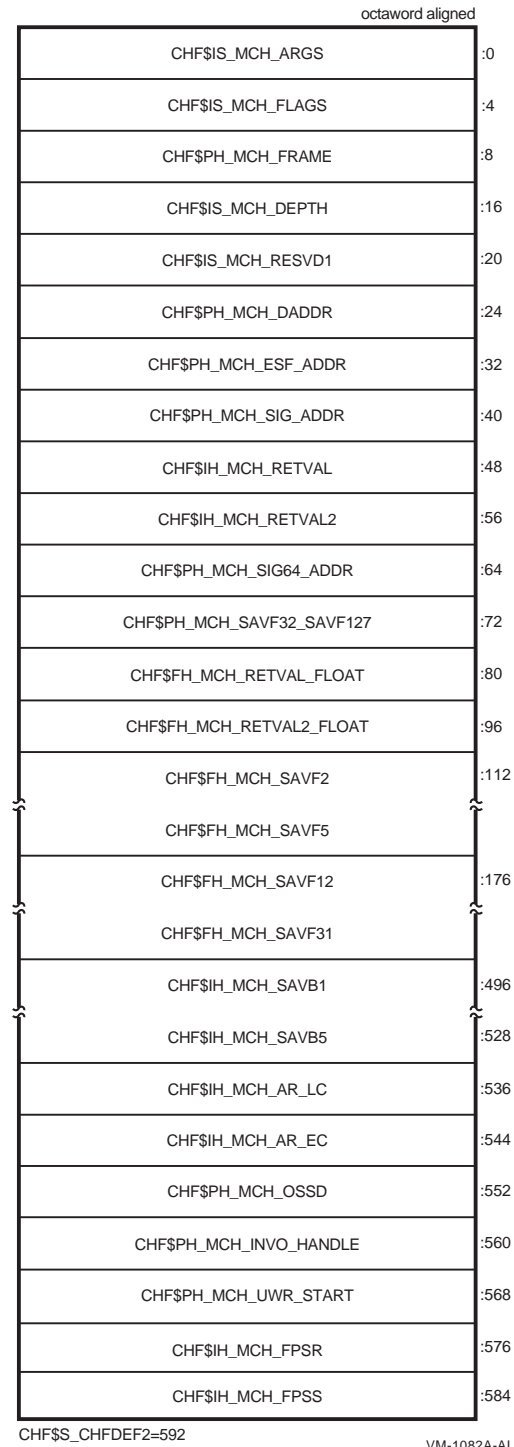 octaword aligned
CHF$IS_MCH_ARGS :0
CHF$IS_MCH_FLAGS :4
CHF$PH_MCH_FRAME :8
CHF$IS_MCH_DEPTH :16
CHF$IS_MCH_RESVD1 :20
CHF$PH_MCH_DADDR :24
CHF$PH_MCH_ESF_ADDR :32
CHF$PH_MCH_SIG_ADDR :40
CHF$IH_MCH_RETVAL :48
CHF$IH_MCH_RETVAL2 :56
CHF$PH_MCH_SIG64_ADDR :64
CHF$PH_MCH_SAVF32_SAVF127 :72
CHF$FH_MCH_RETVAL_FLOAT :80
CHF$FH_MCH_RETVAL2_FLOAT :96
CHF$FH_MCH_SAVF2 :112
CHF$FH_MCH_SAVF5
CHF$FH_MCH_SAVF12 :176
CHF$FH_MCH_SAVF31
CHF$IH_MCH_SAVB1 :496
CHF$IH_MCH_SAVB5 :528
CHF$IH_MCH_AR_LC :536
CHF$IH_MCH_AR_EC :544
CHF$PH_MCH_OSSD :552
CHF$PH_MCH_INVO_HANDLE :560
CHF$PH_MCH_UWR_START :568
CHF$IH_MCH_FPSR :576
CHF$IH_MCH_FPSS :584
CHF$S_CHFDEF2=592
VM-1082A-AI